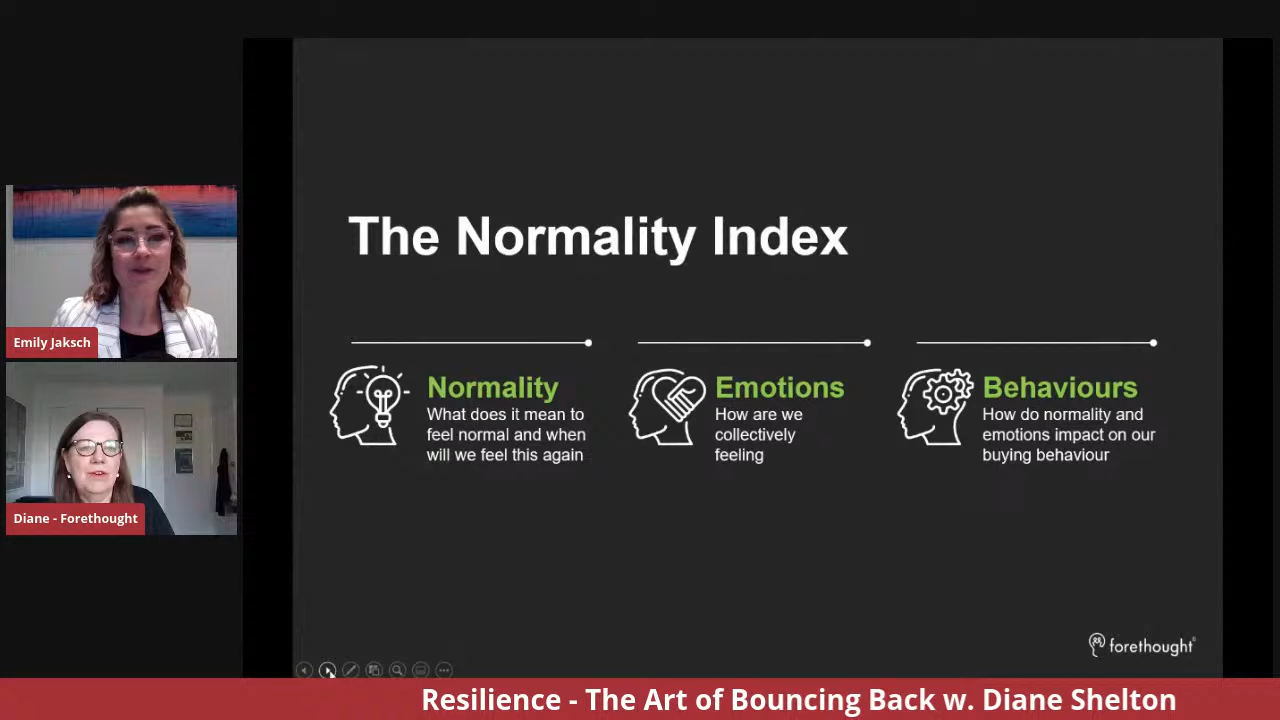 The Normality Index
Normality
What does it mean to
feel normal and when
will we feel this again
Emotions
How are we
collectively
feeling
Behaviours
How do normality and
emotions impact on our
buying behaviour
Emily Jaksch
Diane - Forethought
forethought
Resilience - The Art of Bouncing Back w. Diane Shelton